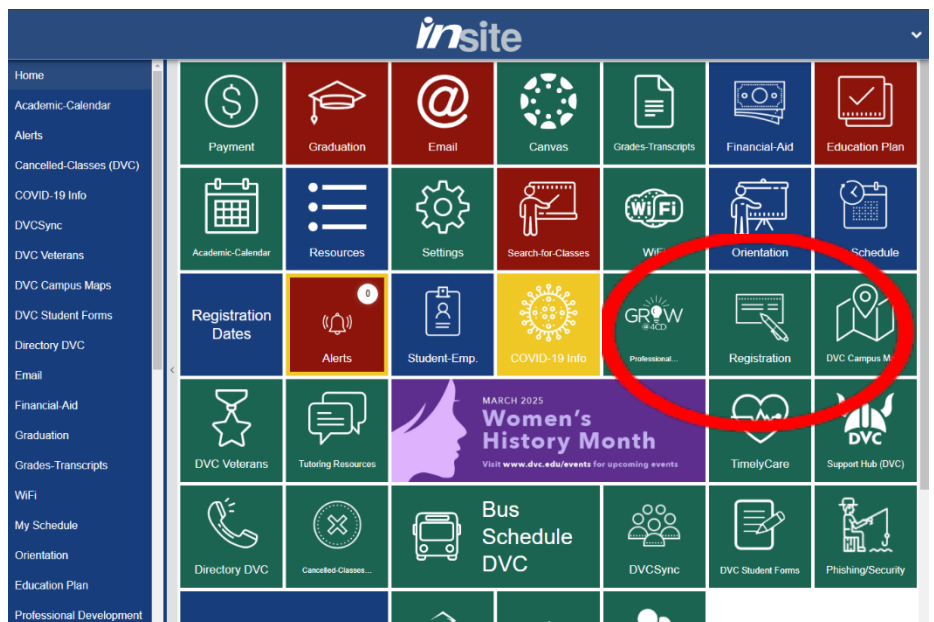 insite
Home
Academic-Calendar
Alerts
Cancelled-Classes (DVC)
COVID-19 Info
DVCSync
DVC Veterans
DVC Campus Maps
DVC Student Forms
Directory DVC
Email
Financial-Aid
Graduation
Grades-Transcripts
WiFi
My Schedule
Orientation
Education Plan
Professional Development
Payment
Graduation
Email
Canvas
Grades-Transcripts
Financial-Aid
Education Plan
Academic-Calendar
Resources
Settings
Search-for-Classes
WiFi
WiFi
Orientation
Schedule
Registration
Dates
0
Alerts
Student-Emp.
COVID-19 Info
GROW
@4CD
Professional...
Registration
DVC Campus
DVC Veterans
Tutoring Resources
MARCH 2025
Women's
History Month
Visit www.dvc.edu/events for upcoming events
TimelyCare
DVC
Support Hub (DVC)
Directory DVC
Cancelled-Classes...
Bus
Schedule
DVC
DVCSync
DVC Student Forms
Phishing/Security